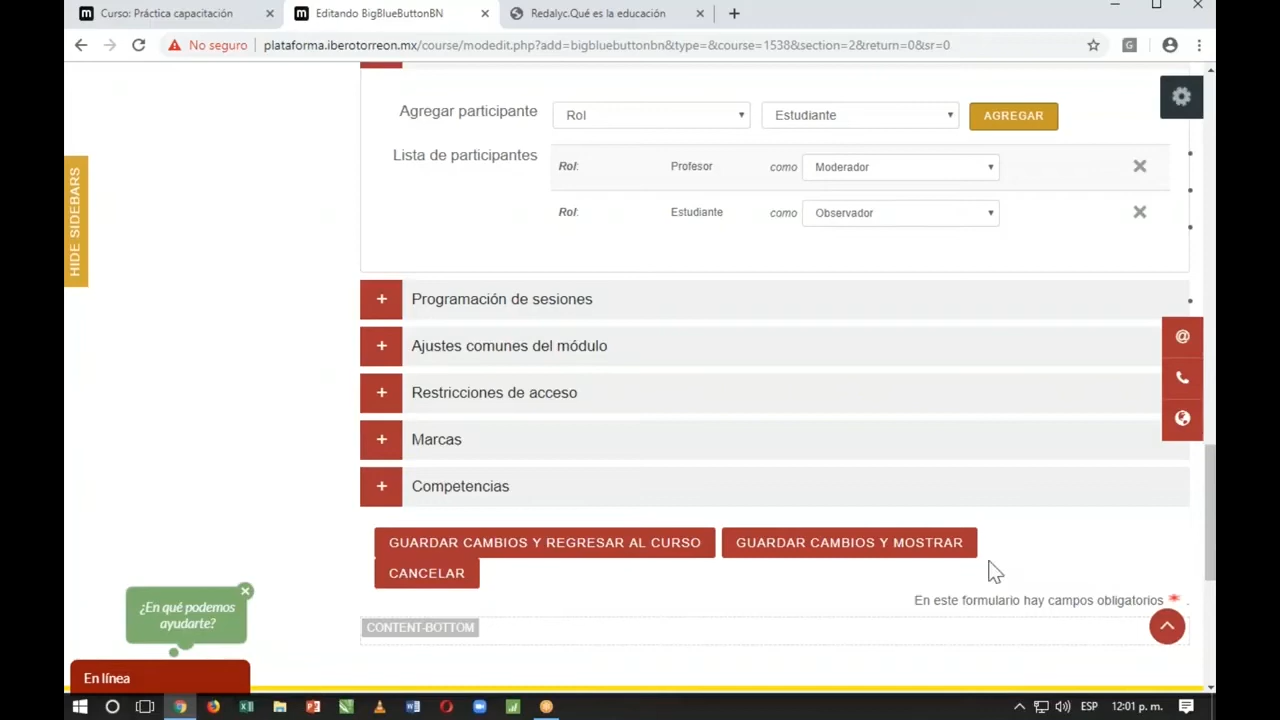 Curso: Práctica capacitación
Editando BigBlueButtonBN
Redalyc.Qué es la educación
No seguro
plataforma.iberotorreon.mx/course/modedit.php?add=bigbluebuttonbn&type=&course=1538&section=2&return=0&sr=0
Agregar participante
Rol
Estudiante
AGREGAR
Lista de participantes
Rol: Profesor como Moderador
Rol: Estudiante como Observador
HIDE SIDEBARS
+ Programación de sesiones
+ Ajustes comunes del módulo
+ Restricciones de acceso
+ Marcas
+ Competencias
GUARDAR CAMBIOS Y REGRESAR AL CURSO
GUARDAR CAMBIOS Y MOSTRAR
CANCELAR
En este formulario hay campos obligatorios * .
¿En qué podemos
ayudarte?
CONTENT-BOTTOM
En línea
ESP
12:01 p. m.